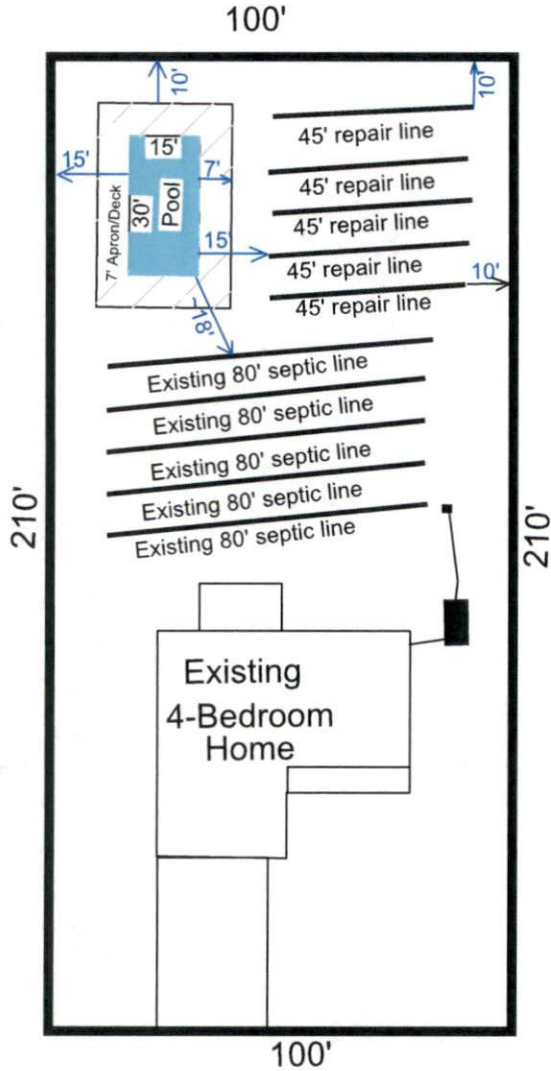 100'
10'
10'
15'
15'
7'
30'
Pool
7' Apron/Deck
15'
~18'
45' repair line
45' repair line
45' repair line
45' repair line
45' repair line
10'
Existing 80' septic line
Existing 80' septic line
Existing 80' septic line
Existing 80' septic line
Existing 80' septic line
210'
210'
Existing
4-Bedroom
Home
100'